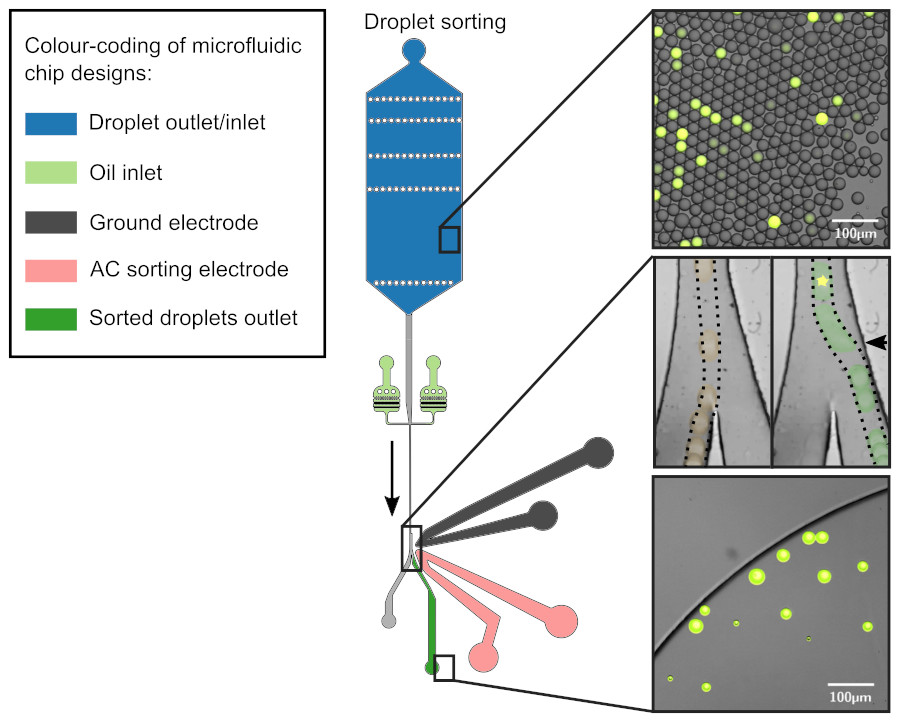 Colour-coding of microfluidic
chip designs:
Droplet outlet/inlet
Oil inlet
Ground electrode
AC sorting electrode
Sorted droplets outlet
Droplet sorting
100µm
100µm